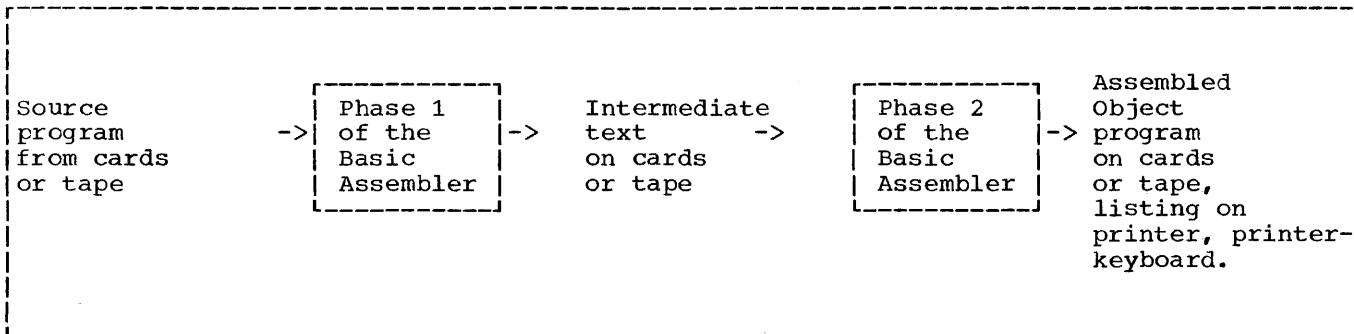 Source
program
from cards
or tape
->
Phase 1
of the
Basic
Assembler
->
Intermediate
text ->
on cards
or tape
Phase 2
of the
Basic
Assembler
->
Assembled
Object
program
on cards
or tape,
listing on
printer, printer-
keyboard.